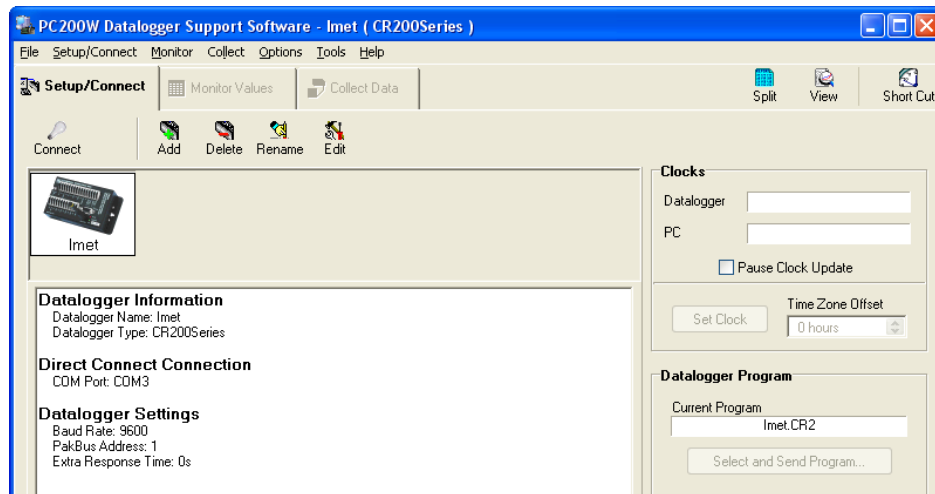 PC200W Datalogger Support Software - Imet ( CR200Series )
File Setup/Connect Monitor Collect Options Tools Help
Setup/Connect Monitor Values Collect Data Split View Short Cut
Connect Add Delete Rename Edit
Imet
Datalogger Information
Datalogger Name: Imet
Datalogger Type: CR200Series
Direct Connect Connection
COM Port: COM3
Datalogger Settings
Baud Rate: 9600
PakBus Address: 1
Extra Response Time: 0s
Clocks
Datalogger
PC
Pause Clock Update
Set Clock
Time Zone Offset
0 hours
Datalogger Program
Current Program
Imet.CR2
Select and Send Program...